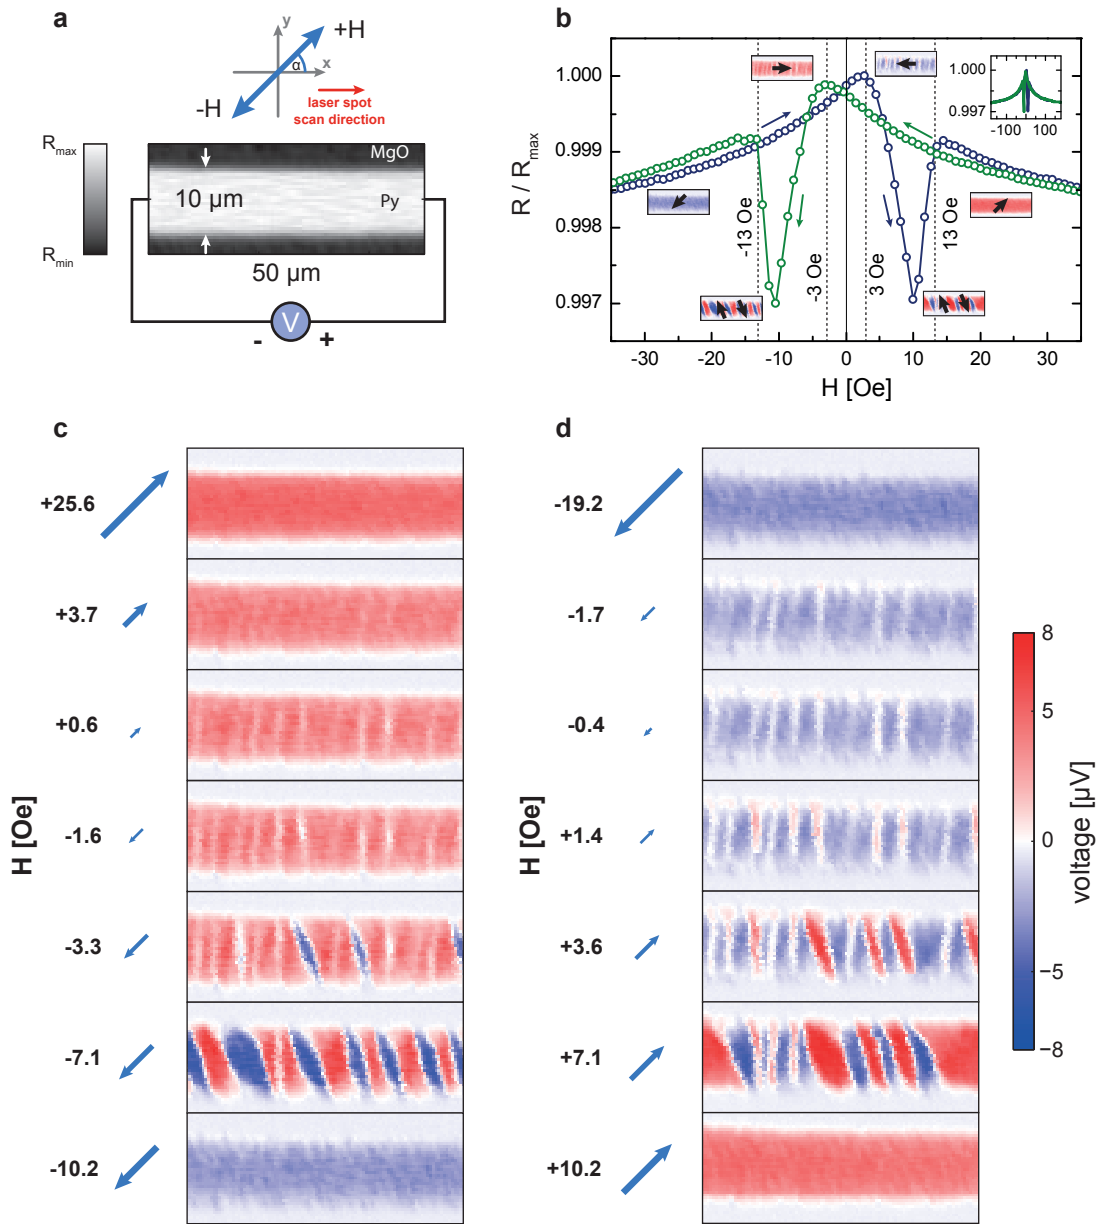 a
y
+H
α
x
-H
laser spot
scan direction
Rmax
MgO
10 µm
Py
Rmin
50 µm
V
- +
b
1.000
0.999
0.998
0.997
R / Rmax
-13 Oe
-3 Oe
3 Oe
13 Oe
1.000
0.997
-100 0 100
-30 -20 -10 0 10 20 30
H [Oe]
c
+25.6
+3.7
+0.6
-1.6
-3.3
-7.1
-10.2
H [Oe]
d
-19.2
-1.7
-0.4
+1.4
+3.6
+7.1
+10.2
H [Oe]
8
5
0
−5
−8
voltage [µV]